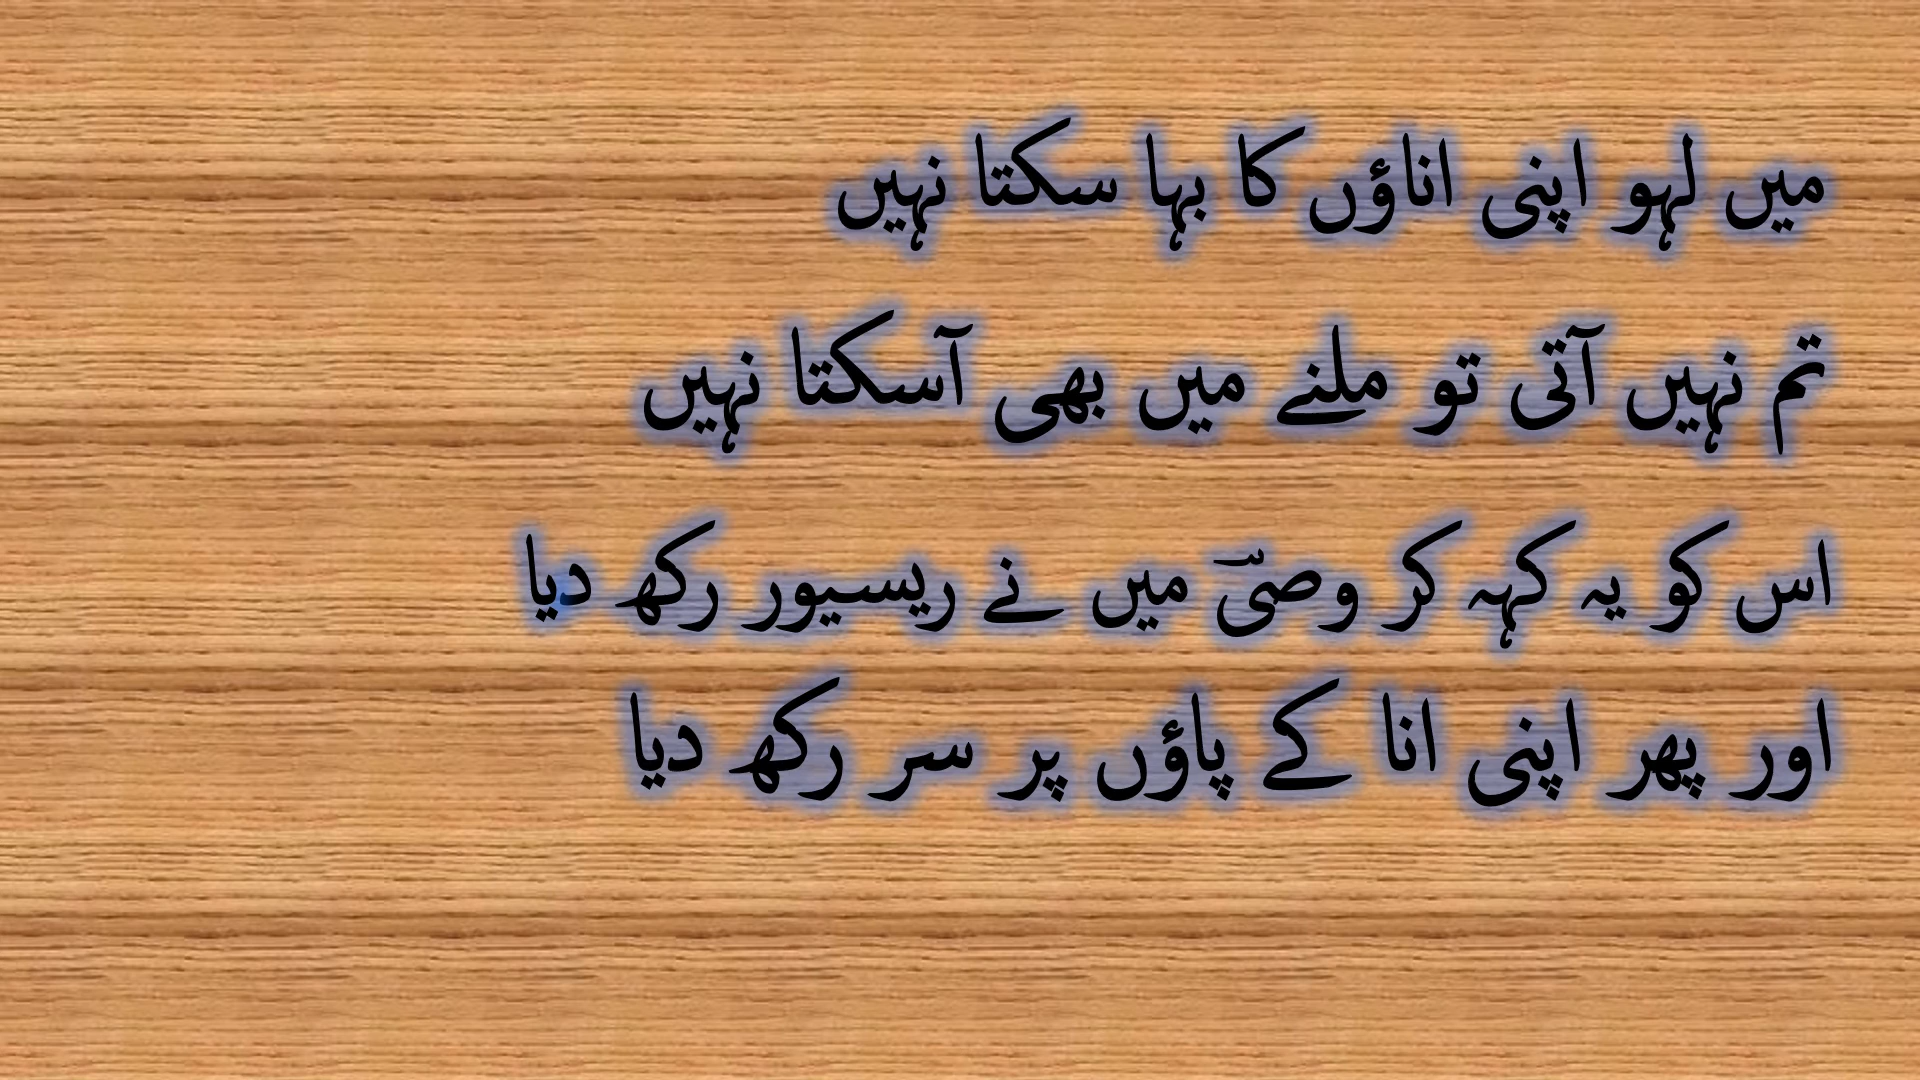 میں لہو اپنی اناؤں کا بہا سکتا نہیں
تم نہیں آتی تو ملنے میں بھی آسکتا نہیں
اس کو یہ کہہ کر وصیؔ میں نے ریسیور رکھ دیا
اور پھر اپنی انا کے پاؤں پر سر رکھ دیا